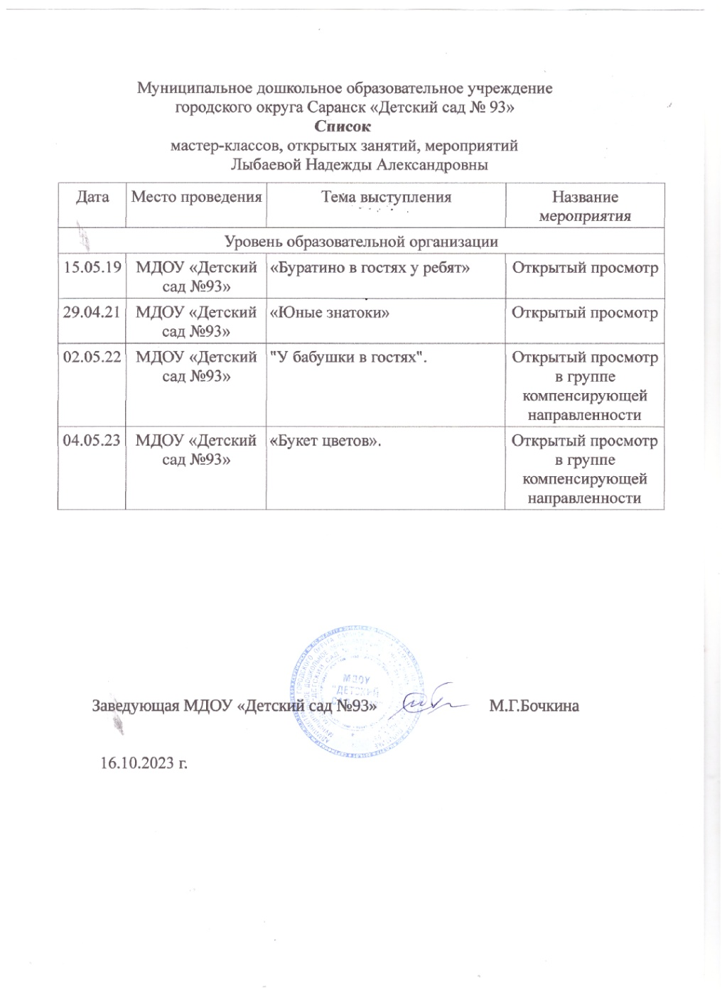 Муниципальное дошкольное образовательное учреждение
городского округа Саранск «Детский сад № 93»
Список
мастер-классов, открытых занятий, мероприятий
Лыбаевой Надежды Александровны
Дата Место проведения Тема выступления Название
мероприятия
Уровень образовательной организации
15.05.19 МДОУ «Детский «Буратино в гостях у ребят» Открытый просмотр
сад №93»
29.04.21 МДОУ «Детский «Юные знатоки» Открытый просмотр
сад №93»
02.05.22 МДОУ «Детский "У бабушки в гостях". Открытый просмотр
сад №93» в группе
компенсирующей
направленности
04.05.23 МДОУ «Детский «Букет цветов». Открытый просмотр
сад №93» в группе
компенсирующей
направленности
МДОУ
"ДЕТСКИЙ
САД
Заведующая МДОУ «Детский сад №93» М.Г.Бочкина
16.10.2023 г.